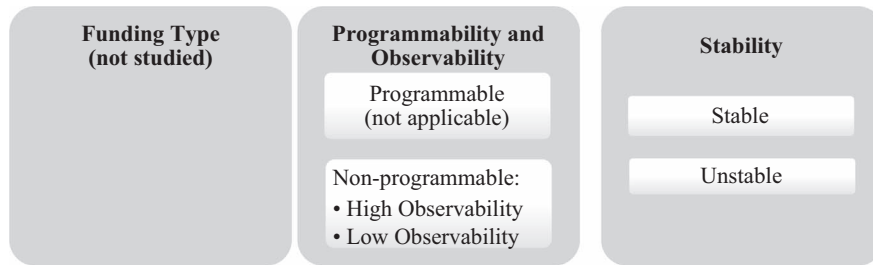 Funding Type
(not studied)
Programmability and
Observability
Programmable
(not applicable)
Non-programmable:
• High Observability
• Low Observability
Stability
Stable
Unstable